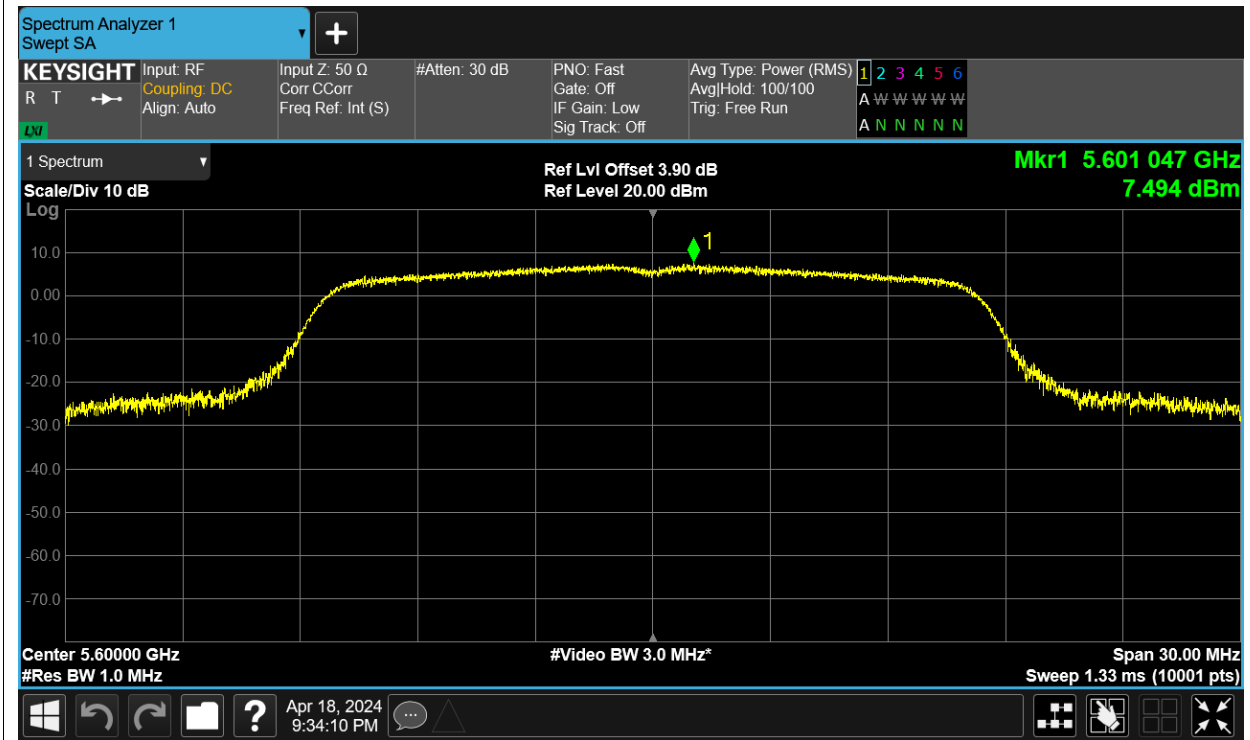 Spectrum Analyzer 1
Swept SA
KEYSIGHT
R T
LXI
Input: RF
Coupling: DC
Align: Auto
Input Z: 50 Ω
Corr CCorr
Freq Ref: Int (S)
#Atten: 30 dB
PNO: Fast
Gate: Off
IF Gain: Low
Sig Track: Off
Avg Type: Power (RMS)
Avg|Hold: 100/100
Trig: Free Run
1 2 3 4 5 6
A W W W W W
A N N N N N
1 Spectrum
Scale/Div 10 dB
Log
Ref Lvl Offset 3.90 dB
Ref Level 20.00 dBm
Mkr1 5.601 047 GHz
7.494 dBm
1
10.0
0.00
-10.0
-20.0
-30.0
-40.0
-50.0
-60.0
-70.0
Center 5.60000 GHz
#Res BW 1.0 MHz
#Video BW 3.0 MHz*
Span 30.00 MHz
Sweep 1.33 ms (10001 pts)
?
Apr 18, 2024
9:34:10 PM